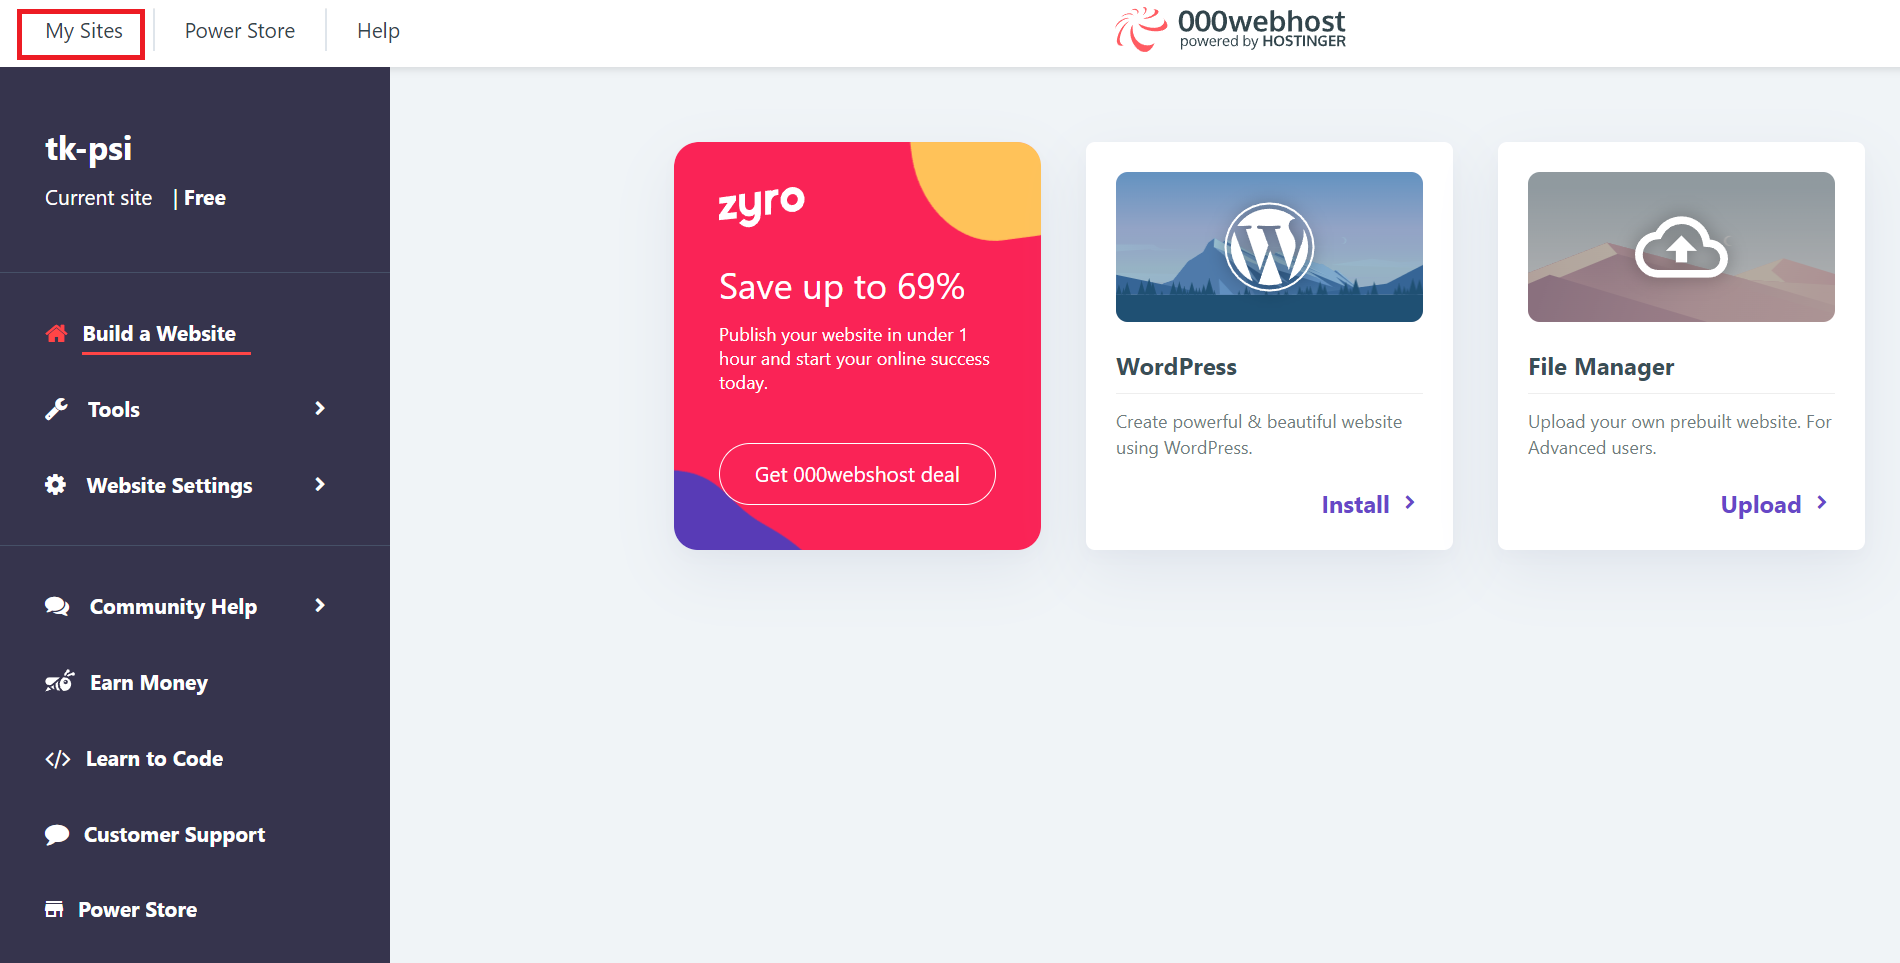 My Sites
Power Store
Help
000webhost
powered by HOSTINGER
tk-psi
Current site | Free
Build a Website
Tools
Website Settings
Community Help
Earn Money
Learn to Code
Customer Support
Power Store
zyro
Save up to 69%
Publish your website in under 1
hour and start your online success
today.
Get 000webshost deal
WordPress
Create powerful & beautiful website
using WordPress.
Install
File Manager
Upload your own prebuilt website. For
Advanced users.
Upload